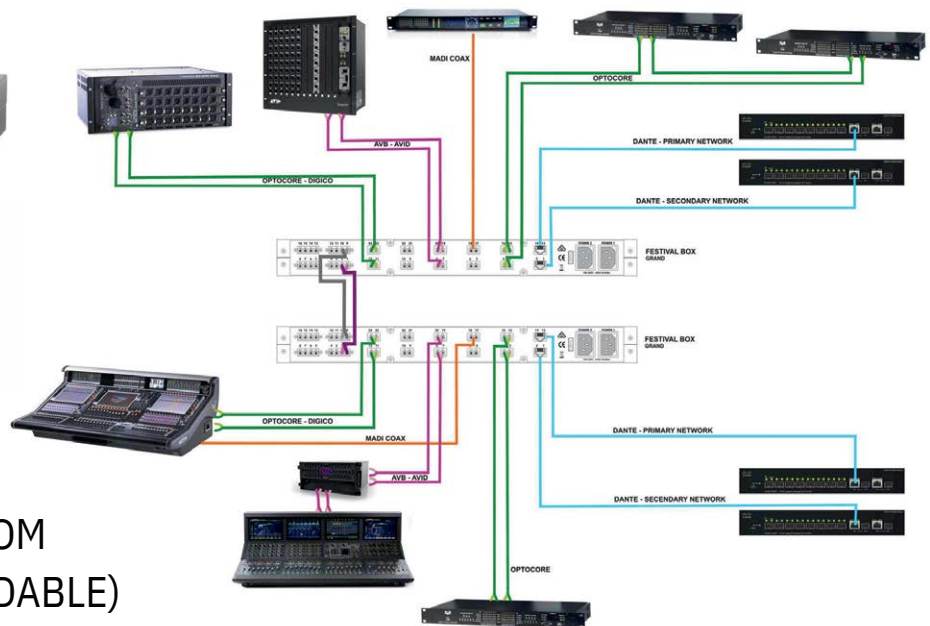 MADI COAX
OPTOCORE
DANTE - PRIMARY NETWORK
AVB - AVID
OPTOCORE - DIGICO
DANTE - SECONDARY NETWORK
FESTIVAL BOX
GRAND
FESTIVAL BOX
GRAND
OPTOCORE - DIGICO
DANTE - PRIMARY NETWORK
MADI COAX
AVB - AVID
DANTE - SECENDARY NETWORK
OM
DABLE)
OPTOCORE